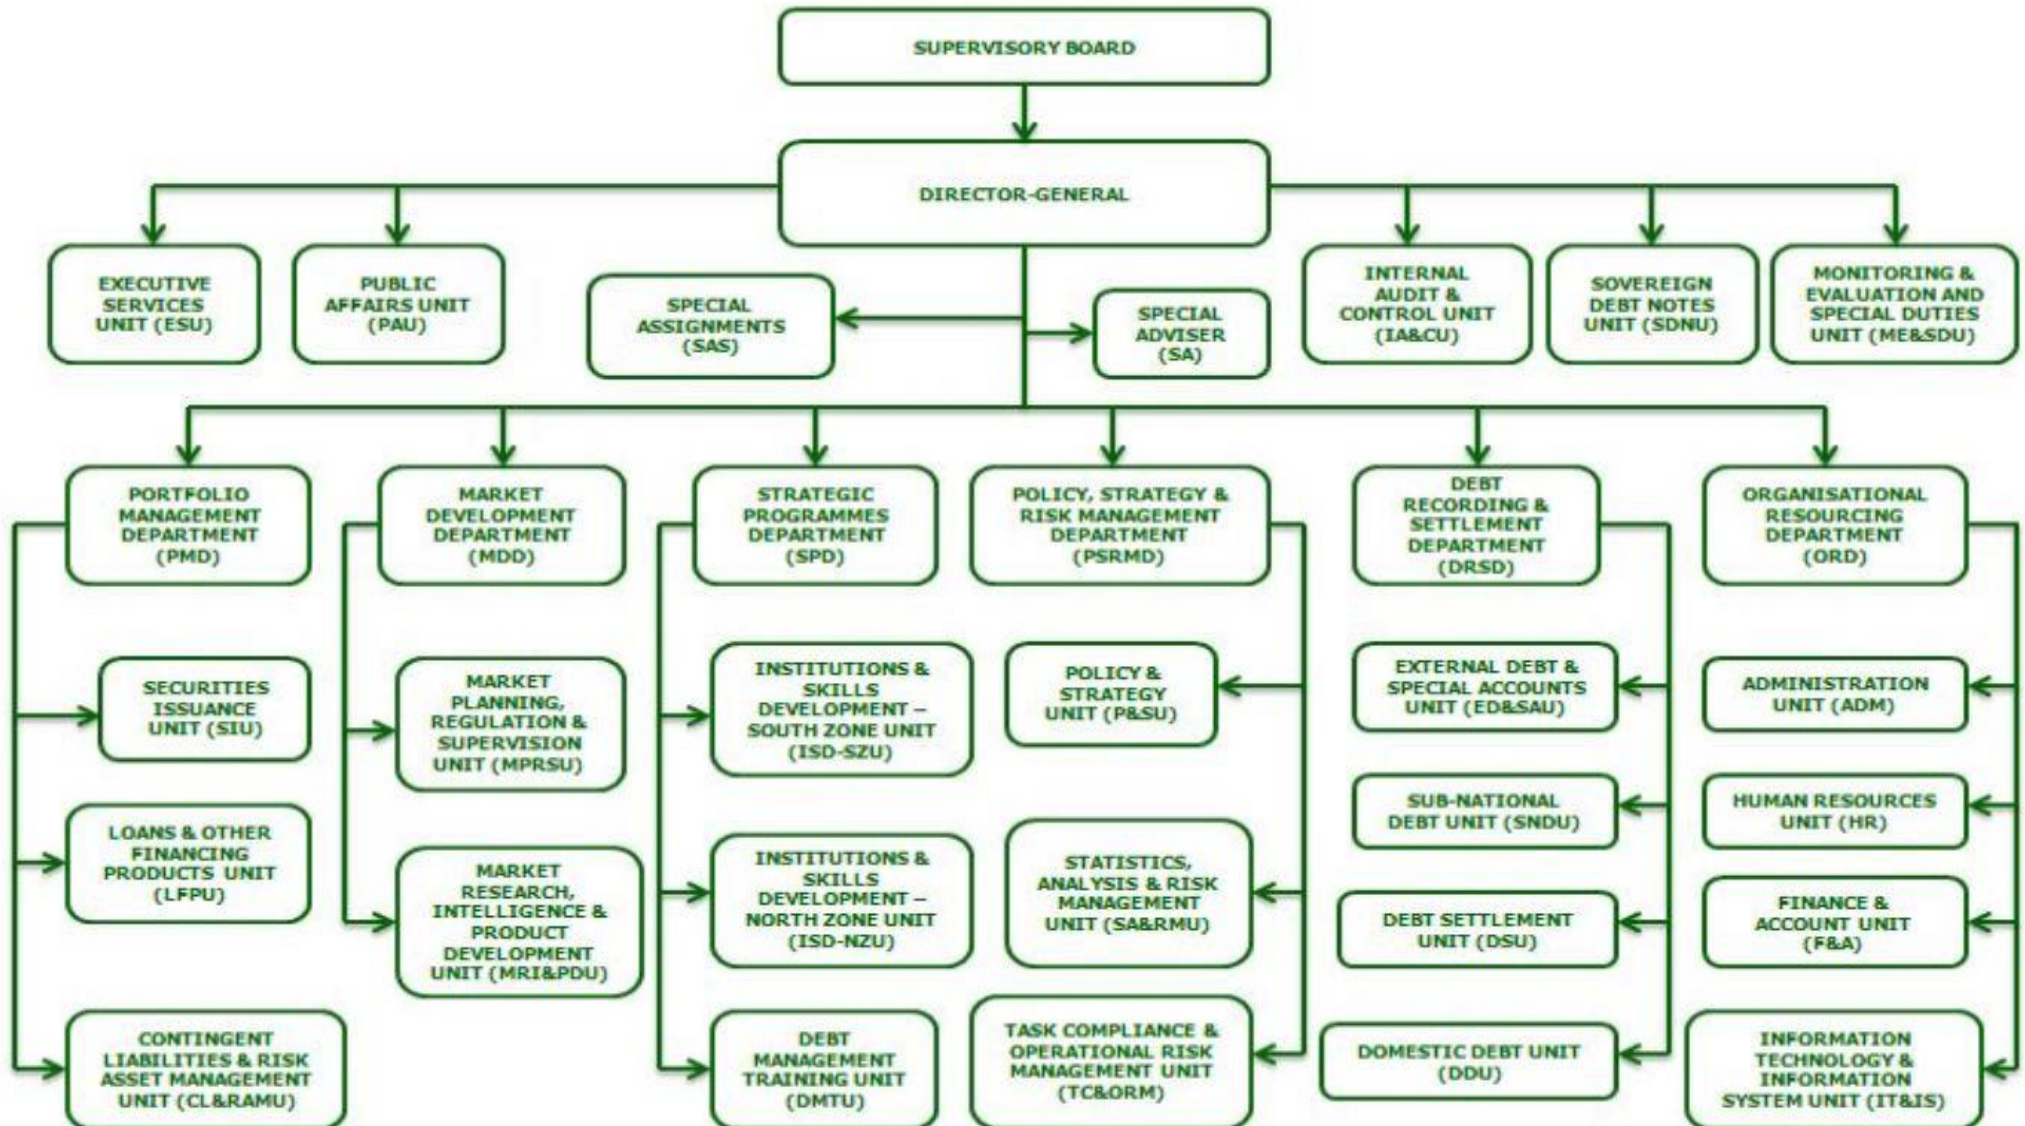 SUPERVISORY BOARD
DIRECTOR-GENERAL
EXECUTIVE
SERVICES
UNIT (ESU)
PUBLIC
AFFAIRS UNIT
(PAU)
SPECIAL
ASSIGNMENTS
(SAS)
SPECIAL
ADVISER
(SA)
INTERNAL
AUDIT &
CONTROL UNIT
(IA&CU)
SOVEREIGN
DEBT NOTES
UNIT (SDNU)
MONITORING &
EVALUATION AND
SPECIAL DUTIES
UNIT (ME&SDU)
PORTFOLIO
MANAGEMENT
DEPARTMENT
(PMD)
MARKET
DEVELOPMENT
DEPARTMENT
(MDD)
STRATEGIC
PROGRAMMES
DEPARTMENT
(SPD)
POLICY, STRATEGY &
RISK MANAGEMENT
DEPARTMENT
(PSRMD)
DEBT
RECORDING &
SETTLEMENT
DEPARTMENT
(DRSD)
ORGANISATIONAL
RESOURCING
DEPARTMENT
(ORD)
SECURITIES
ISSUANCE
UNIT (SIU)
LOANS & OTHER
FINANCING
PRODUCTS UNIT
(LFPU)
CONTINGENT
LIABILITIES & RISK
ASSET MANAGEMENT
UNIT (CL&RAMU)
MARKET
PLANNING,
REGULATION &
SUPERVISION
UNIT (MPRSU)
MARKET
RESEARCH,
INTELLIGENCE &
PRODUCT
DEVELOPMENT
UNIT (MRI&PDU)
INSTITUTIONS &
SKILLS
DEVELOPMENT –
SOUTH ZONE UNIT
(ISD-SZU)
INSTITUTIONS &
SKILLS
DEVELOPMENT –
NORTH ZONE UNIT
(ISD-NZU)
DEBT
MANAGEMENT
TRAINING UNIT
(DMTU)
POLICY &
STRATEGY
UNIT (P&SU)
STATISTICS,
ANALYSIS & RISK
MANAGEMENT
UNIT (SA&RMU)
TASK COMPLIANCE &
OPERATIONAL RISK
MANAGEMENT UNIT
(TC&ORM)
EXTERNAL DEBT &
SPECIAL ACCOUNTS
UNIT (ED&SAU)
SUB-NATIONAL
DEBT UNIT (SNDU)
DEBT SETTLEMENT
UNIT (DSU)
DOMESTIC DEBT UNIT
(DDU)
ADMINISTRATION
UNIT (ADM)
HUMAN RESOURCES
UNIT (HR)
FINANCE &
ACCOUNT UNIT
(F&A)
INFORMATION
TECHNOLOGY &
INFORMATION
SYSTEM UNIT (IT&IS)